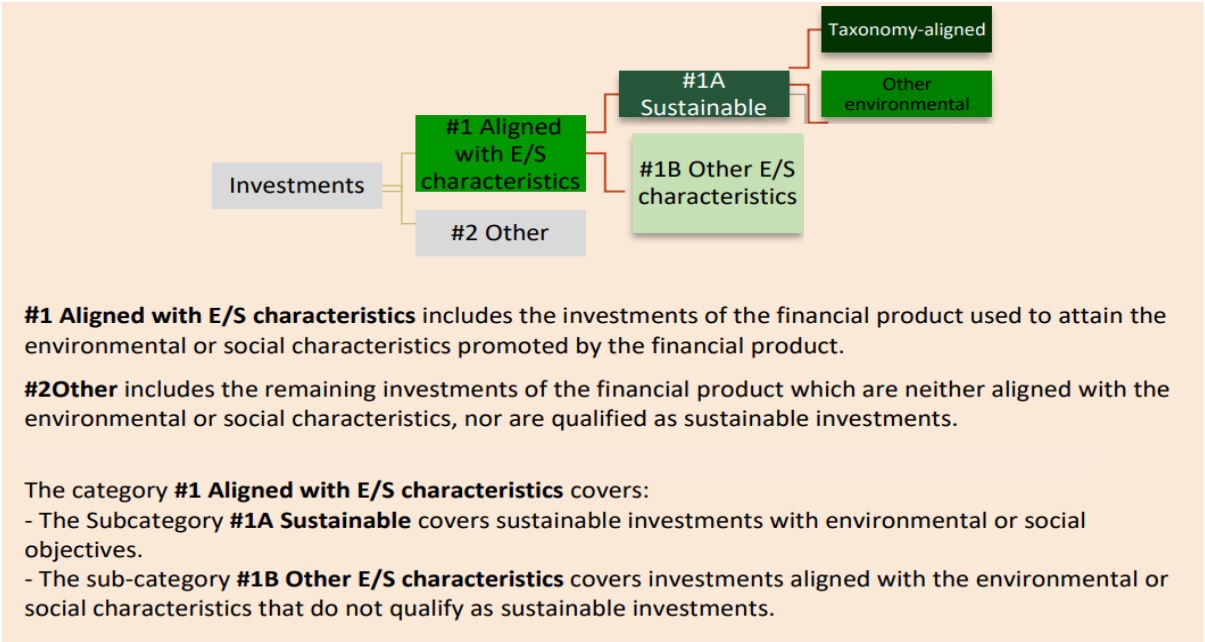 Taxonomy-aligned
#1A
Sustainable
Other
environmental
#1 Aligned
with E/S
characteristics
#1B Other E/S
characteristics
Investments
#2 Other
#1 Aligned with E/S characteristics includes the investments of the financial product used to attain the
environmental or social characteristics promoted by the financial product.
#2Other includes the remaining investments of the financial product which are neither aligned with the
environmental or social characteristics, nor are qualified as sustainable investments.
The category #1 Aligned with E/S characteristics covers:
- The Subcategory #1A Sustainable covers sustainable investments with environmental or social
objectives.
- The sub-category #1B Other E/S characteristics covers investments aligned with the environmental or
social characteristics that do not qualify as sustainable investments.